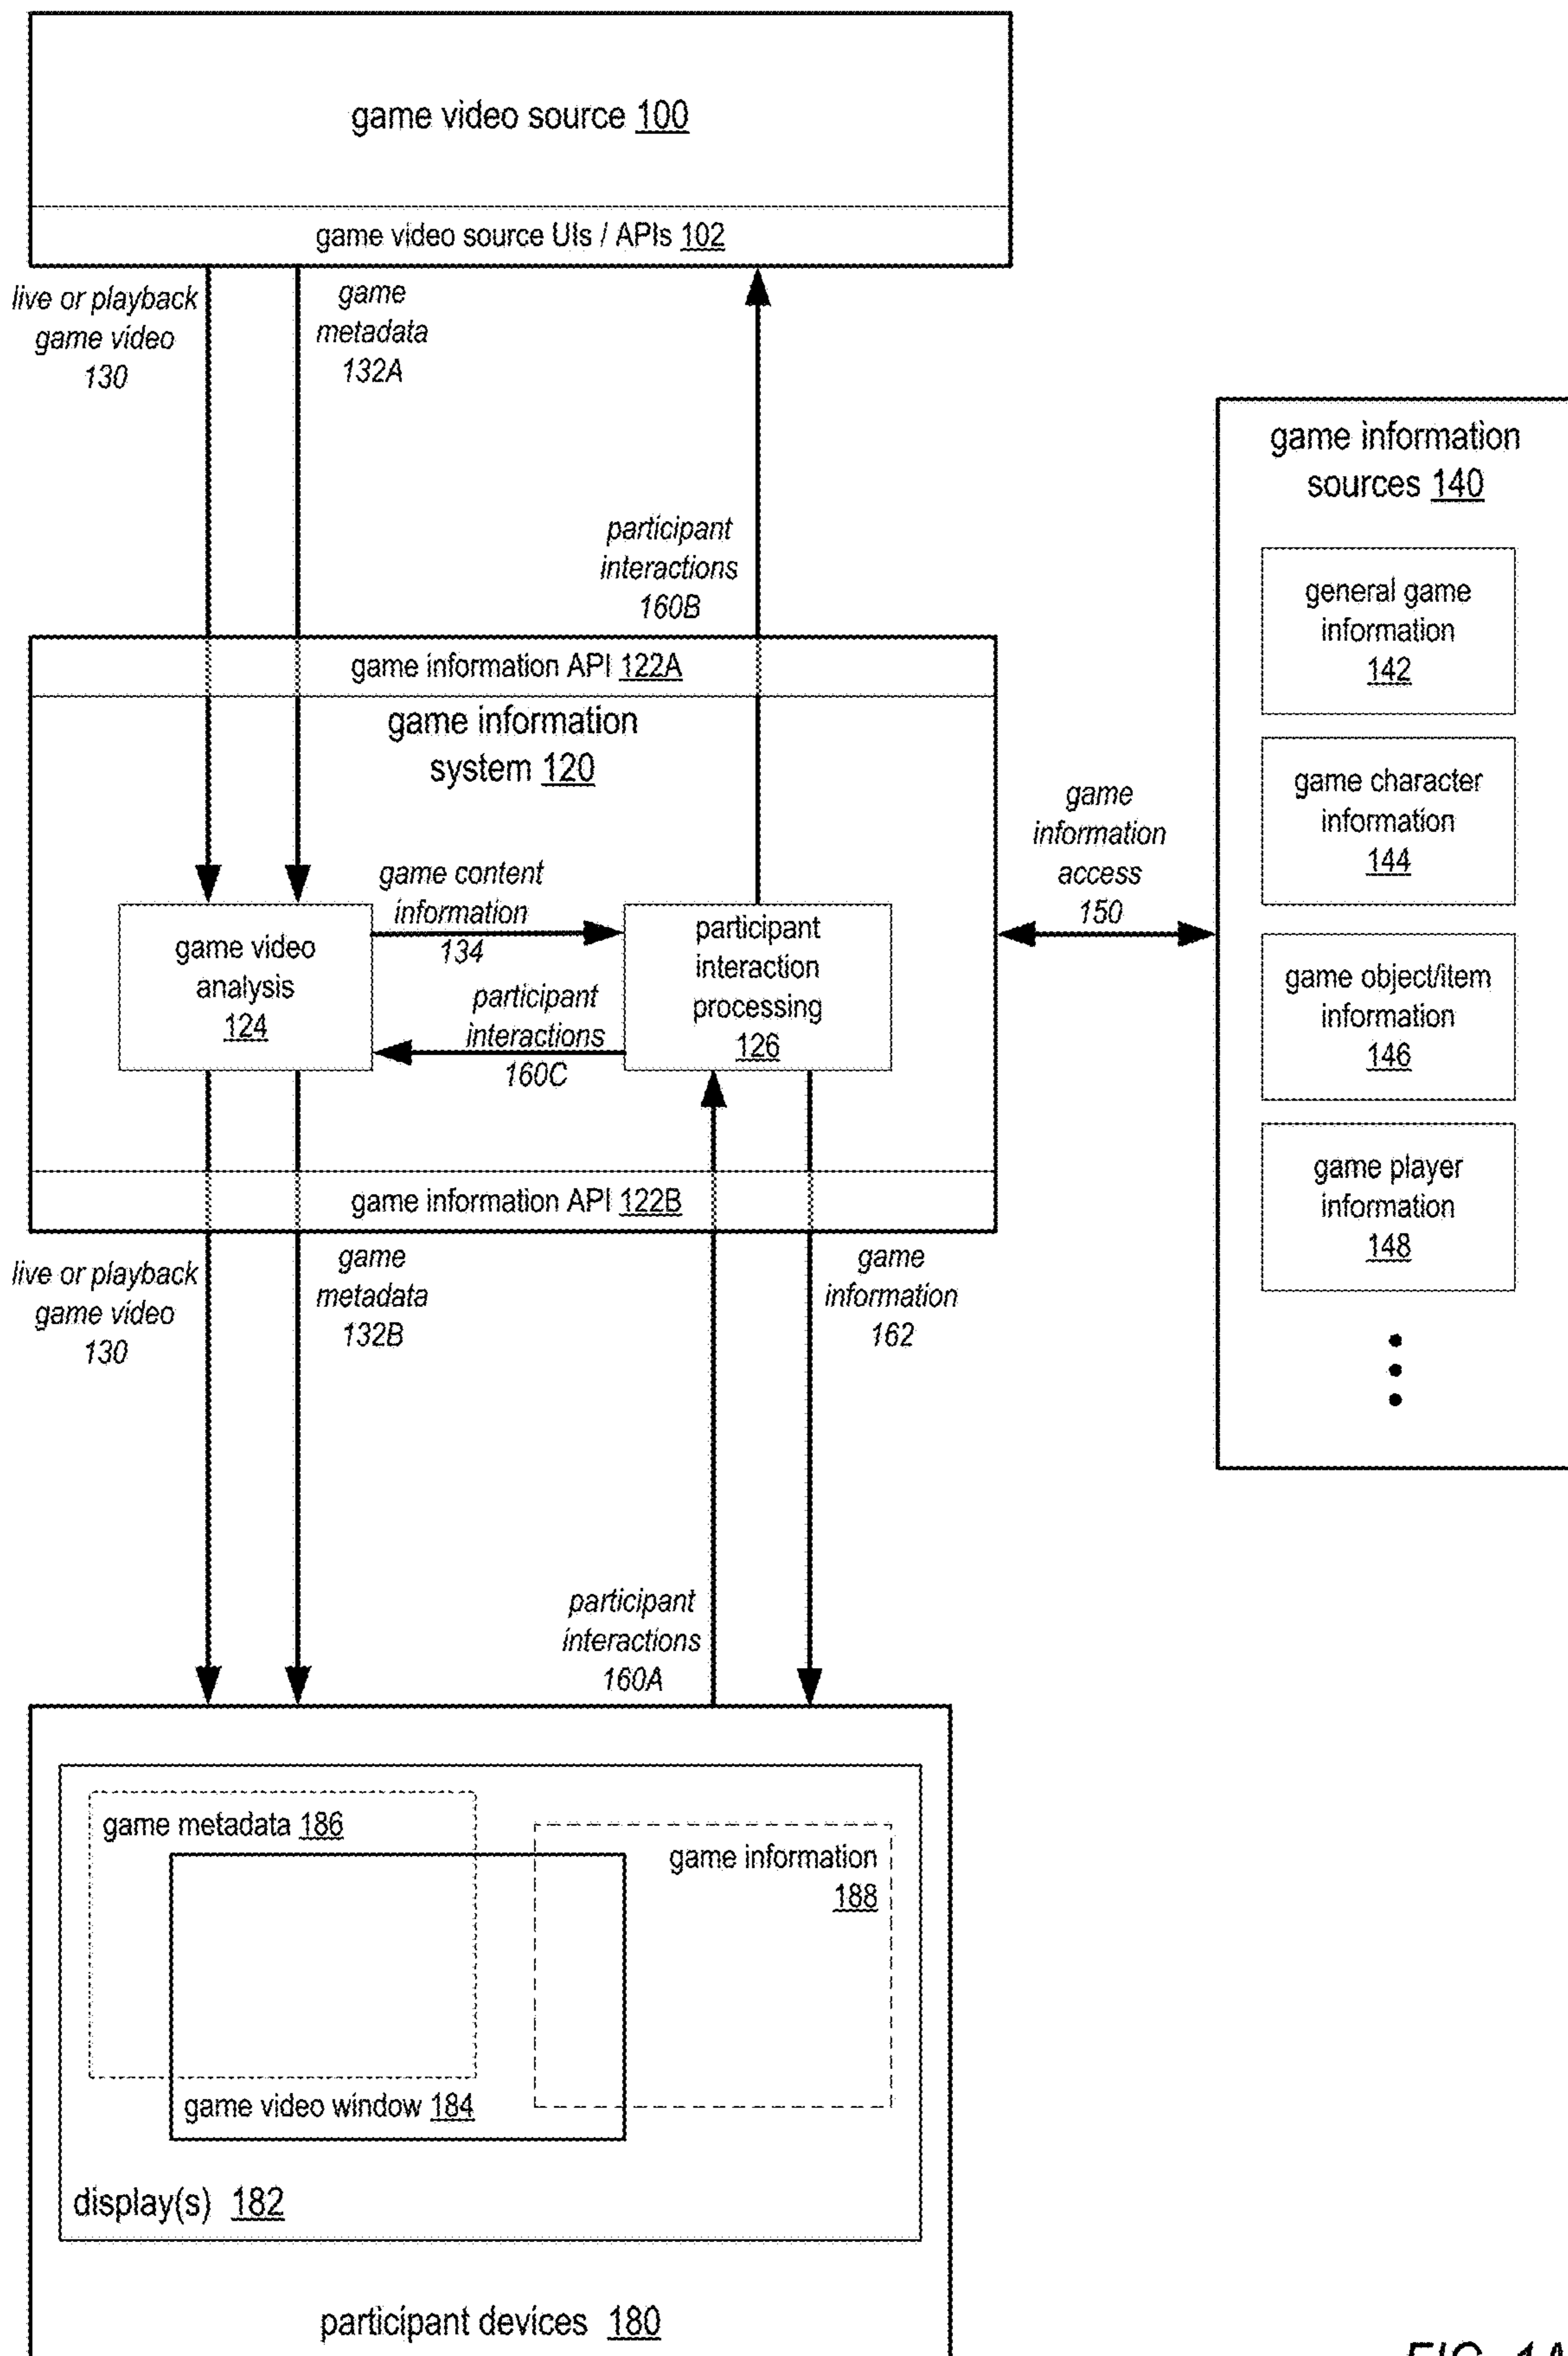 game video source 100
game video source UIs / APIs 102
live or playback
game video
130
game
metadata
132A
participant
interactions
160B
game information
sources 140
general game
information
142
game character
information
144
game object/item
information
146
game player
information
148
game information API 122A
game information
system 120
game
information
access
150
game content
information
134
game video
analysis
124
participant
interactions
160C
participant
interaction
processing
126
game information API 122B
live or playback
game video
130
game
metadata
132B
game
information
162
participant
interactions
160A
game metadata 186
game information
188
game video window 184
display(s) 182
participant devices 180
FIG. 1A